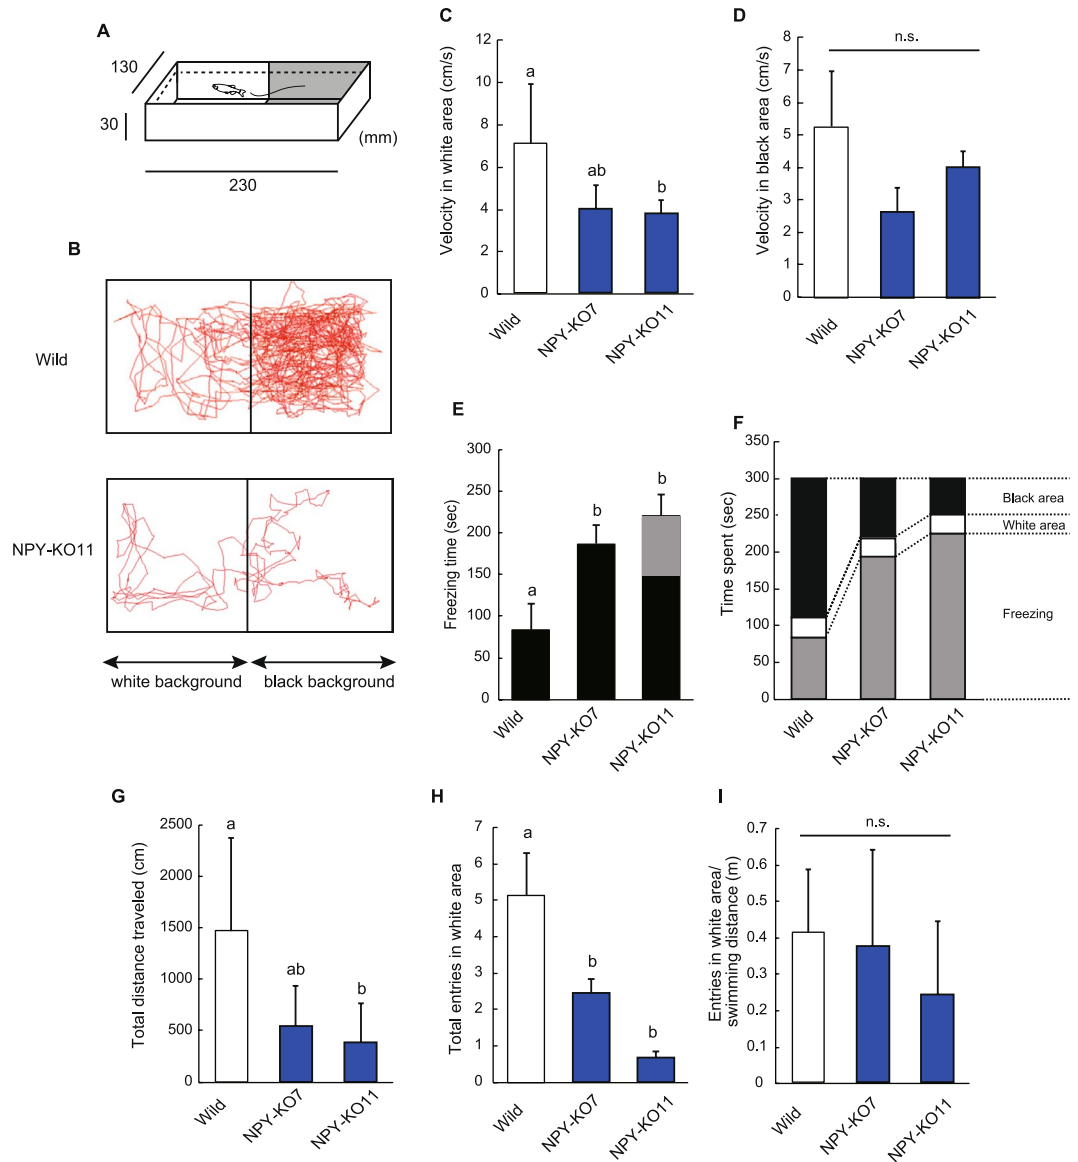 A
130
30
(mm)
230
B
Wild
NPY-KO11
white background
black background
C
Velocity in white area (cm/s)
12
10
8
6
4
2
0
a
ab
b
Wild
NPY-KO7
NPY-KO11
D
Velocity in black area (cm/s)
8
7
6
5
4
3
2
1
0
n.s.
Wild
NPY-KO7
NPY-KO11
E
Freezing time (sec)
300
250
200
150
100
50
0
a
b
b
Wild
NPY-KO7
NPY-KO11
F
Time spent (sec)
350
300
250
200
150
100
50
0
Black area
White area
Freezing
Wild
NPY-KO7
NPY-KO11
G
Total distance traveled (cm)
2500
2000
1500
1000
500
0
a
ab
b
Wild
NPY-KO7
NPY-KO11
H
Total entries in white area
7
6
5
4
3
2
1
0
a
b
b
Wild
NPY-KO7
NPY-KO11
I
Entries in white area/
swimming distance (m)
0.7
0.6
0.5
0.4
0.3
0.2
0.1
0
n.s.
Wild
NPY-KO7
NPY-KO11